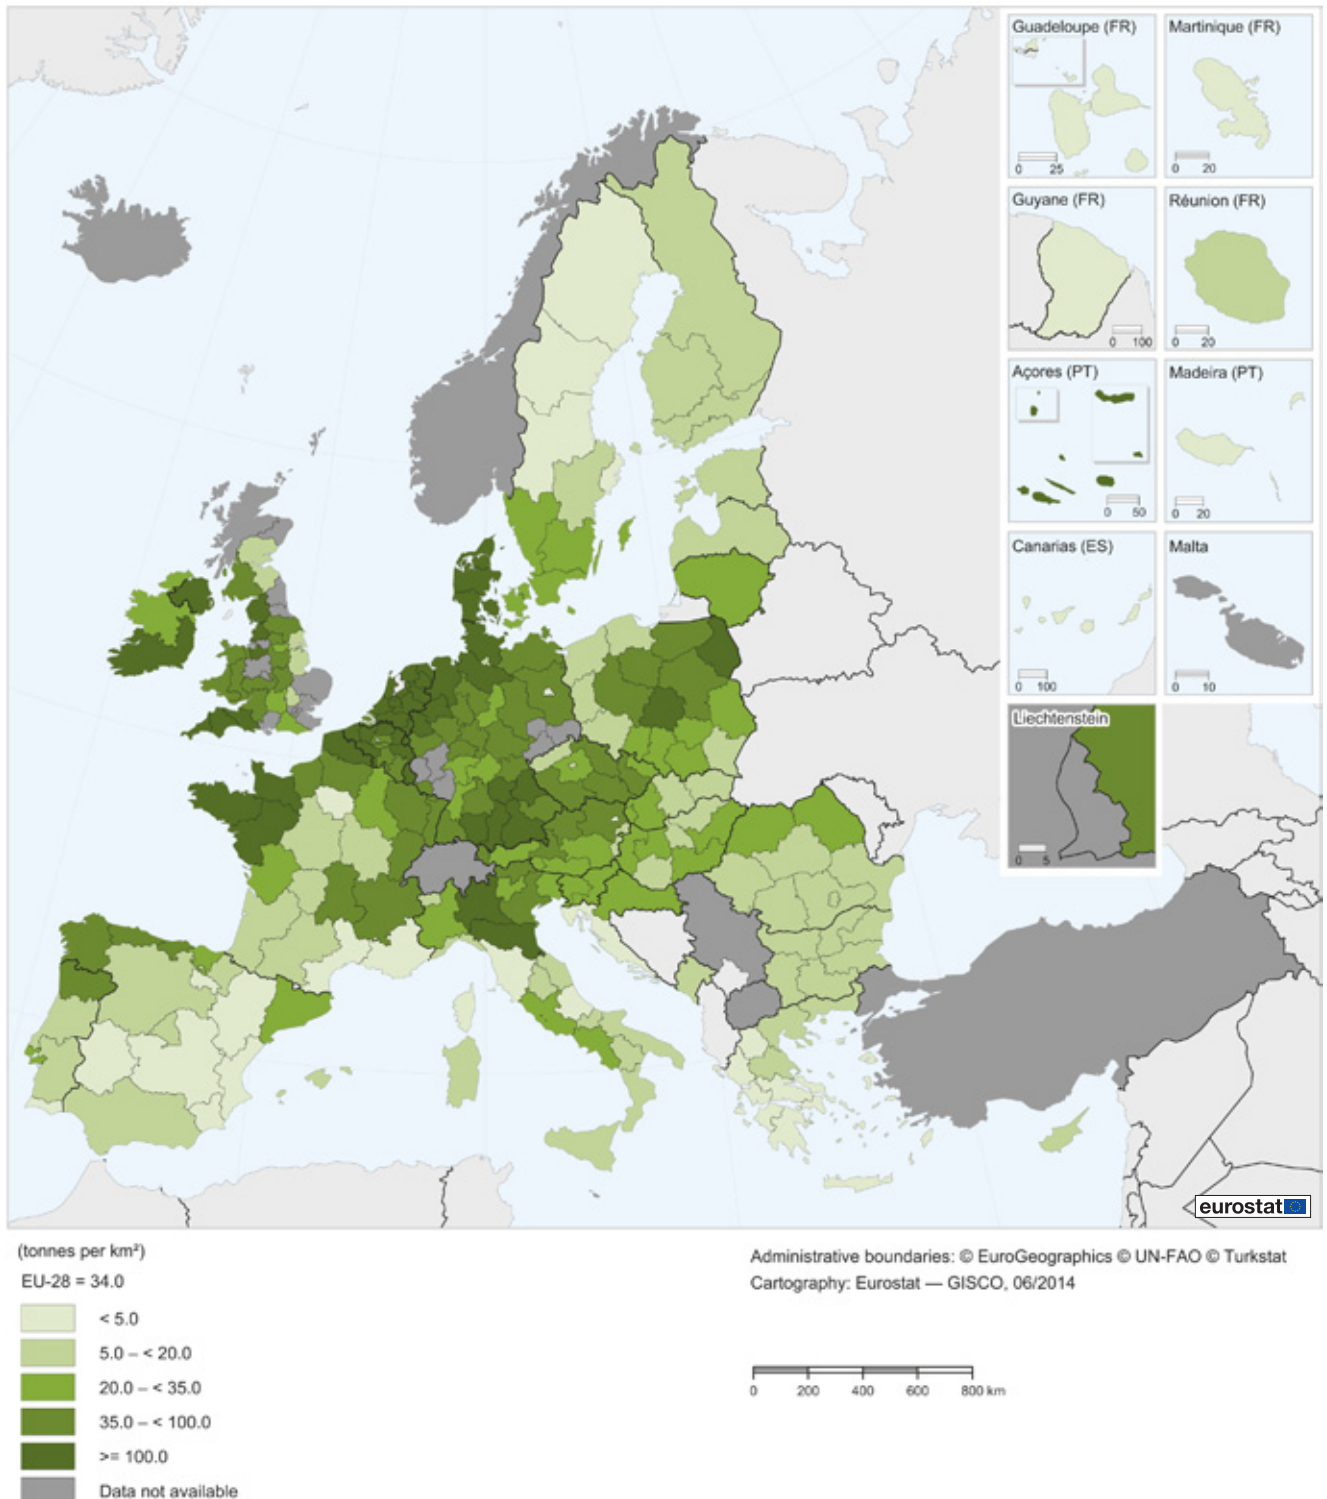 Guadeloupe (FR)
0 25
Martinique (FR)
0 20
Guyane (FR)
0 100
Réunion (FR)
0 20
Açores (PT)
0 50
Madeira (PT)
0 20
Canarias (ES)
0 100
Malta
0 10
Liechtenstein
0 5
eurostat
(tonnes per km²)
EU-28 = 34.0
< 5.0
5.0 – < 20.0
20.0 – < 35.0
35.0 – < 100.0
>= 100.0
Data not available
Administrative boundaries: © EuroGeographics © UN-FAO © Turkstat
Cartography: Eurostat — GISCO, 06/2014
0 200 400 600 800 km